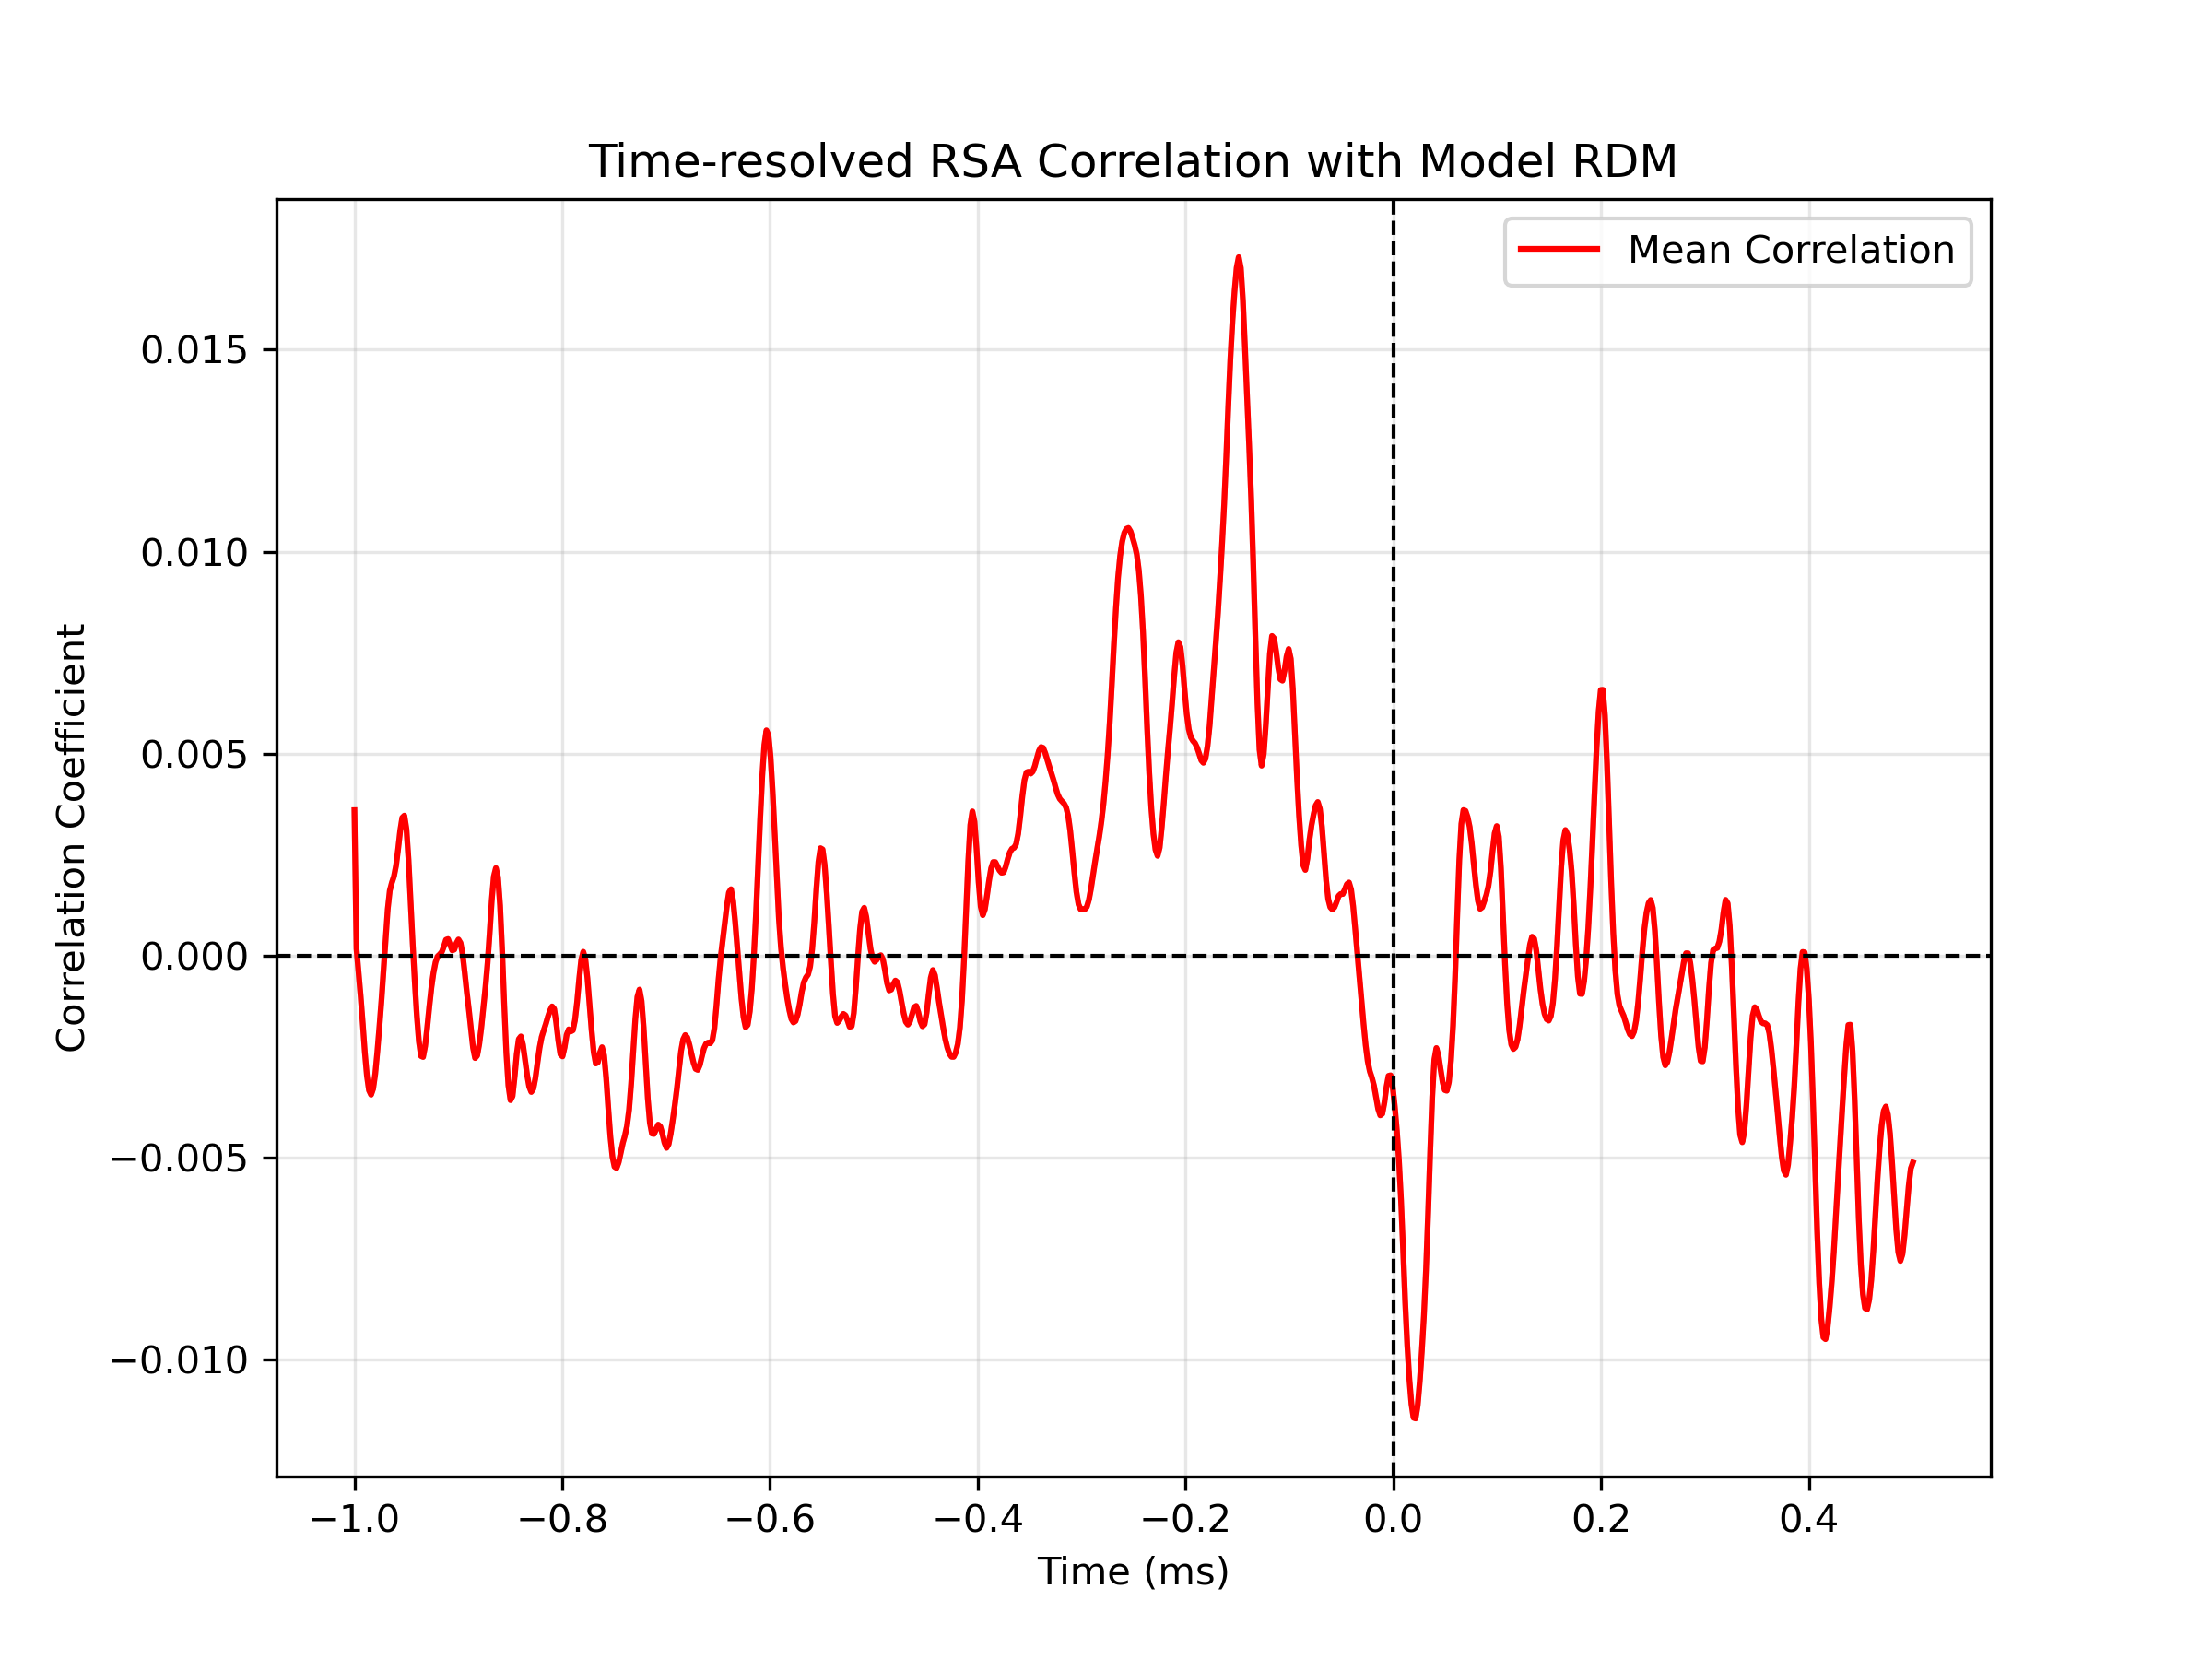 Time-resolved RSA Correlation with Model RDM
Mean Correlation
Correlation Coefficient
0.015
0.010
0.005
0.000
−0.005
−0.010
−1.0 −0.8 −0.6 −0.4 −0.2 0.0 0.2 0.4
Time (ms)